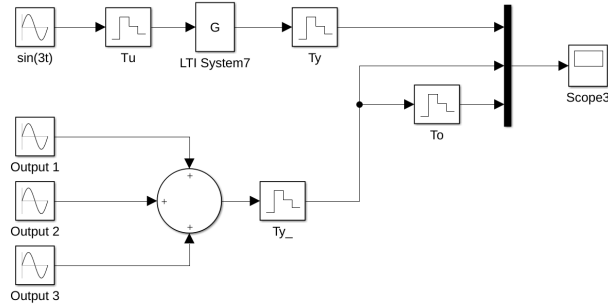 G
sin(3t)
Tu
LTI System7
Ty
Scope3
To
Output 1
+
+
Output 2
Ty_
+
Output 3